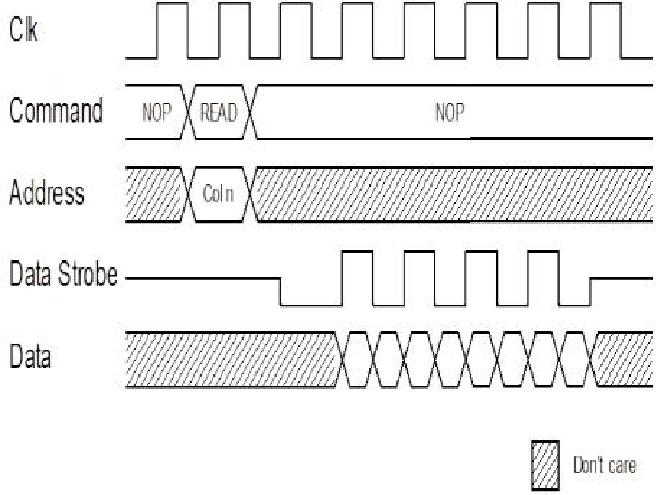 Clk
Command NOP READ NOP
Address Coln
Data Strobe
Data
Don't care